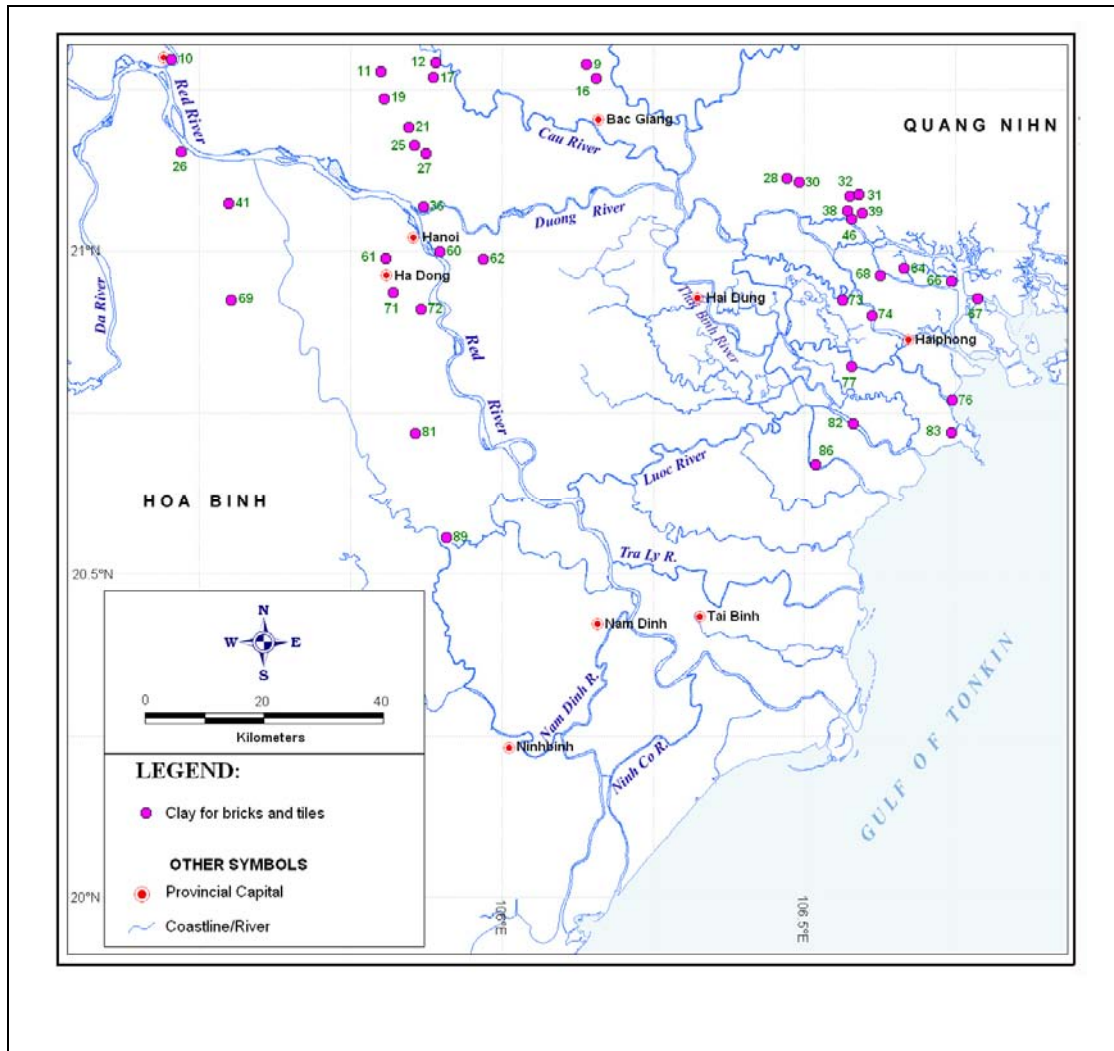 10
Red River
11
12
17
9
16
19
Bac Giang
21
Cau River
QUANG NIHN
25
27
26
28
30
32
31
38
39
41
36
46
Duong River
Hanoi
21°N
61
60
62
Ha Dong
68
64
66
Da River
69
71
72
Hai Dung
Thai Binh River
73
67
74
Haiphong
Red
River
77
76
81
82
83
86
Luoc River
HOA BINH
89
Tra Ly R.
20.5°N
Nam Dinh
Tai Binh
N
W E
S
0 20 40
Kilometers
Nam Dinh R.
Ninhbinh
Ninh Co R.
GULF OF TONKIN
LEGEND:
Clay for bricks and tiles
OTHER SYMBOLS
Provincial Capital
Coastline/River
20°N
106°E
106.5°E